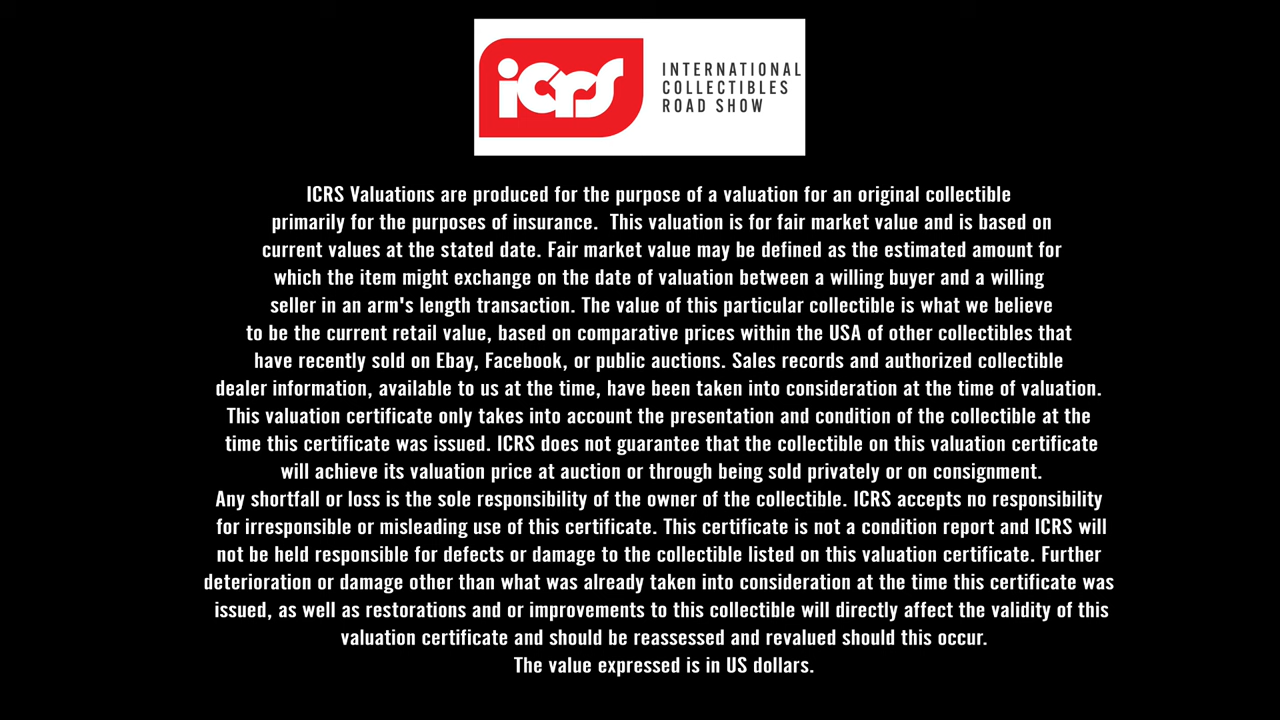 icrs
INTERNATIONAL
COLLECTIBLES
ROAD SHOW
ICRS Valuations are produced for the purpose of a valuation for an original collectible
primarily for the purposes of insurance.  This valuation is for fair market value and is based on
current values at the stated date. Fair market value may be defined as the estimated amount for
which the item might exchange on the date of valuation between a willing buyer and a willing
seller in an arm's length transaction. The value of this particular collectible is what we believe
to be the current retail value, based on comparative prices within the USA of other collectibles that
have recently sold on Ebay, Facebook, or public auctions. Sales records and authorized collectible
dealer information, available to us at the time, have been taken into consideration at the time of valuation.
This valuation certificate only takes into account the presentation and condition of the collectible at the
time this certificate was issued. ICRS does not guarantee that the collectible on this valuation certificate
will achieve its valuation price at auction or through being sold privately or on consignment.
Any shortfall or loss is the sole responsibility of the owner of the collectible. ICRS accepts no responsibility
for irresponsible or misleading use of this certificate. This certificate is not a condition report and ICRS will
not be held responsible for defects or damage to the collectible listed on this valuation certificate. Further
deterioration or damage other than what was already taken into consideration at the time this certificate was
issued, as well as restorations and or improvements to this collectible will directly affect the validity of this
valuation certificate and should be reassessed and revalued should this occur.
The value expressed is in US dollars.